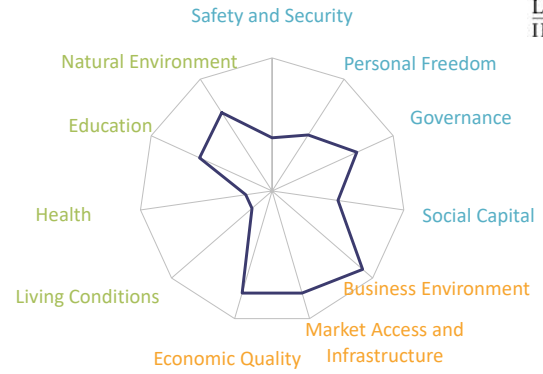 Safety and Security
Natural Environment
Personal Freedom
Education
Governance
Health
Social Capital
Business Environment
Living Conditions
Market Access and
Infrastructure
Economic Quality